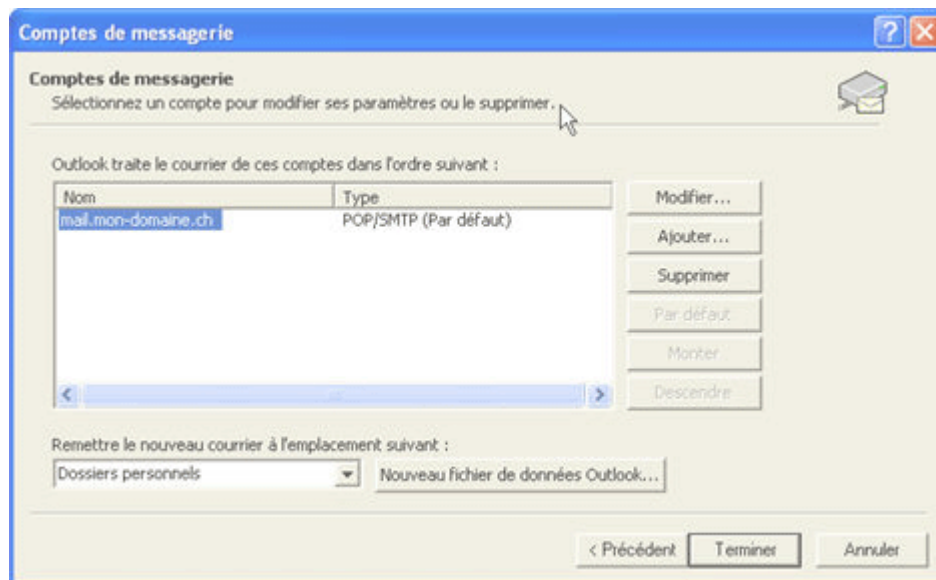 Comptes de messagerie
Comptes de messagerie
Sélectionnez un compte pour modifier ses paramètres ou le supprimer.
Outlook traite le courrier de ces comptes dans l'ordre suivant :
Nom Type
mail.mon-domaine.ch POP/SMTP (Par défaut)
Modifier...
Ajouter...
Supprimer
Par défaut
Monter
Descendre
Remettre le nouveau courrier à l'emplacement suivant :
Dossiers personnels Nouveau fichier de données Outlook...
< Précédent Terminer Annuler